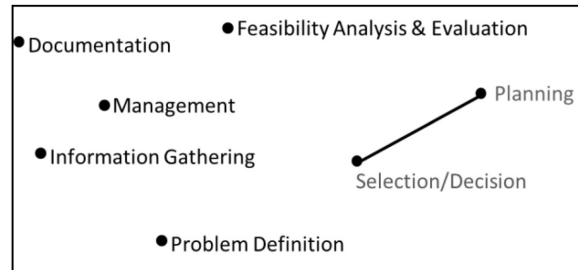 Feasibility Analysis & Evaluation
Documentation
Planning
Management
Information Gathering
Selection/Decision
Problem Definition